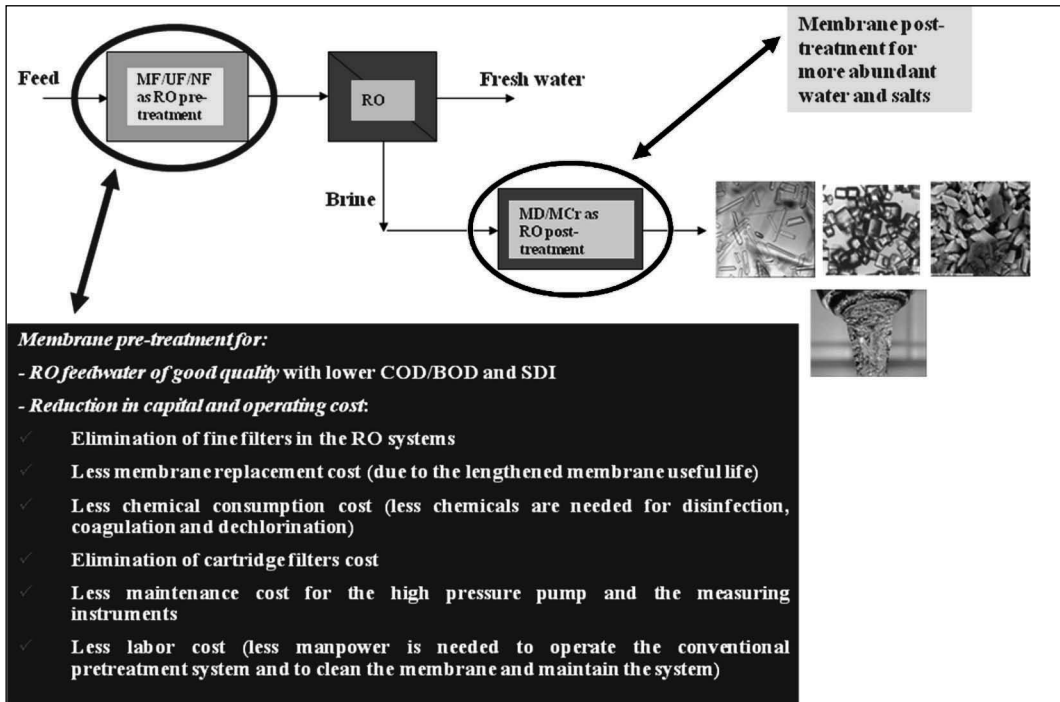 Feed
MF/UF/NF
as RO pre-
treatment
RO
Fresh water
Membrane post-
treatment for
more abundant
water and salts
Brine
MD/MCr as
RO post-
treatment
Membrane pre-treatment for:
- RO feedwater of good quality with lower COD/BOD and SDI
- Reduction in capital and operating cost:
✓ Elimination of fine filters in the RO systems
✓ Less membrane replacement cost (due to the lengthened membrane useful life)
✓ Less chemical consumption cost (less chemicals are needed for disinfection,
coagulation and dechlorination)
✓ Elimination of cartridge filters cost
✓ Less maintenance cost for the high pressure pump and the measuring
instruments
✓ Less labor cost (less manpower is needed to operate the conventional
pretreatment system and to clean the membrane and maintain the system)